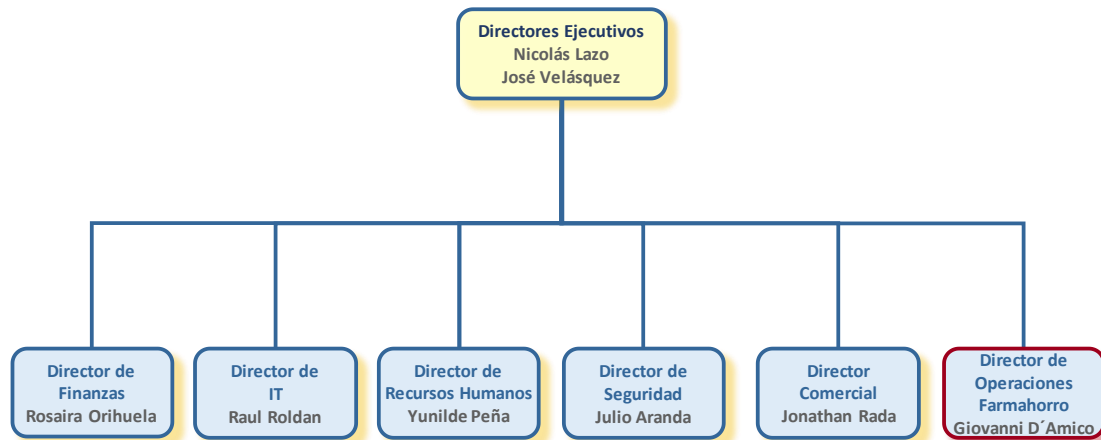 Directores Ejecutivos
Nicolás Lazo
José Velásquez
Director de
Finanzas
Rosaira Orihuela
Director de
IT
Raul Roldan
Director de
Recursos Humanos
Yunilde Peña
Director de
Seguridad
Julio Aranda
Director
Comercial
Jonathan Rada
Director de
Operaciones
Farmahorro
Giovanni D´Amico